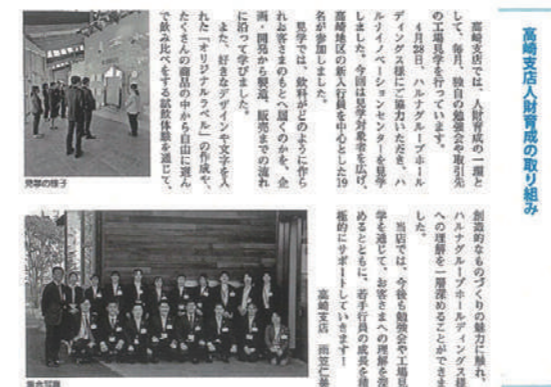 高崎支店人財育成の取り組み
高崎支店では、人財育成の一環と
して、毎月、独自の勉強会や取引先
の工場見学を行っています。
4月28日、ハルナグループホール
ディングス様にご協力いただき、ハ
ルナイノベーションセンターを見学
しました。今回は見学対象者を広げ、
高崎地区の新入行員を中心とした19
名が参加しました。
見学では、飲料がどのように作ら
れお客さまのもとへ届くのかを、企
画・開発から製造、販売までの流れ
に沿って学びました。
また、好きなデザインや文字を入
れた「オリジナルラベル」の作成や、
たくさんの商品の中から自由に選ん
で飲み比べをする試飲体験を通じて、
見学の様子
創造的なものづくりの魅力に触れ、
ハルナグループホールディングス様
への理解を一層深めることができま
した。
当店では、今後も勉強会や工場見
学を通じて、お客さまへの理解を深
めるとともに、若手行員の成長を積
極的にサポートしていきます！
高崎支店 雨笠仁
集合写真